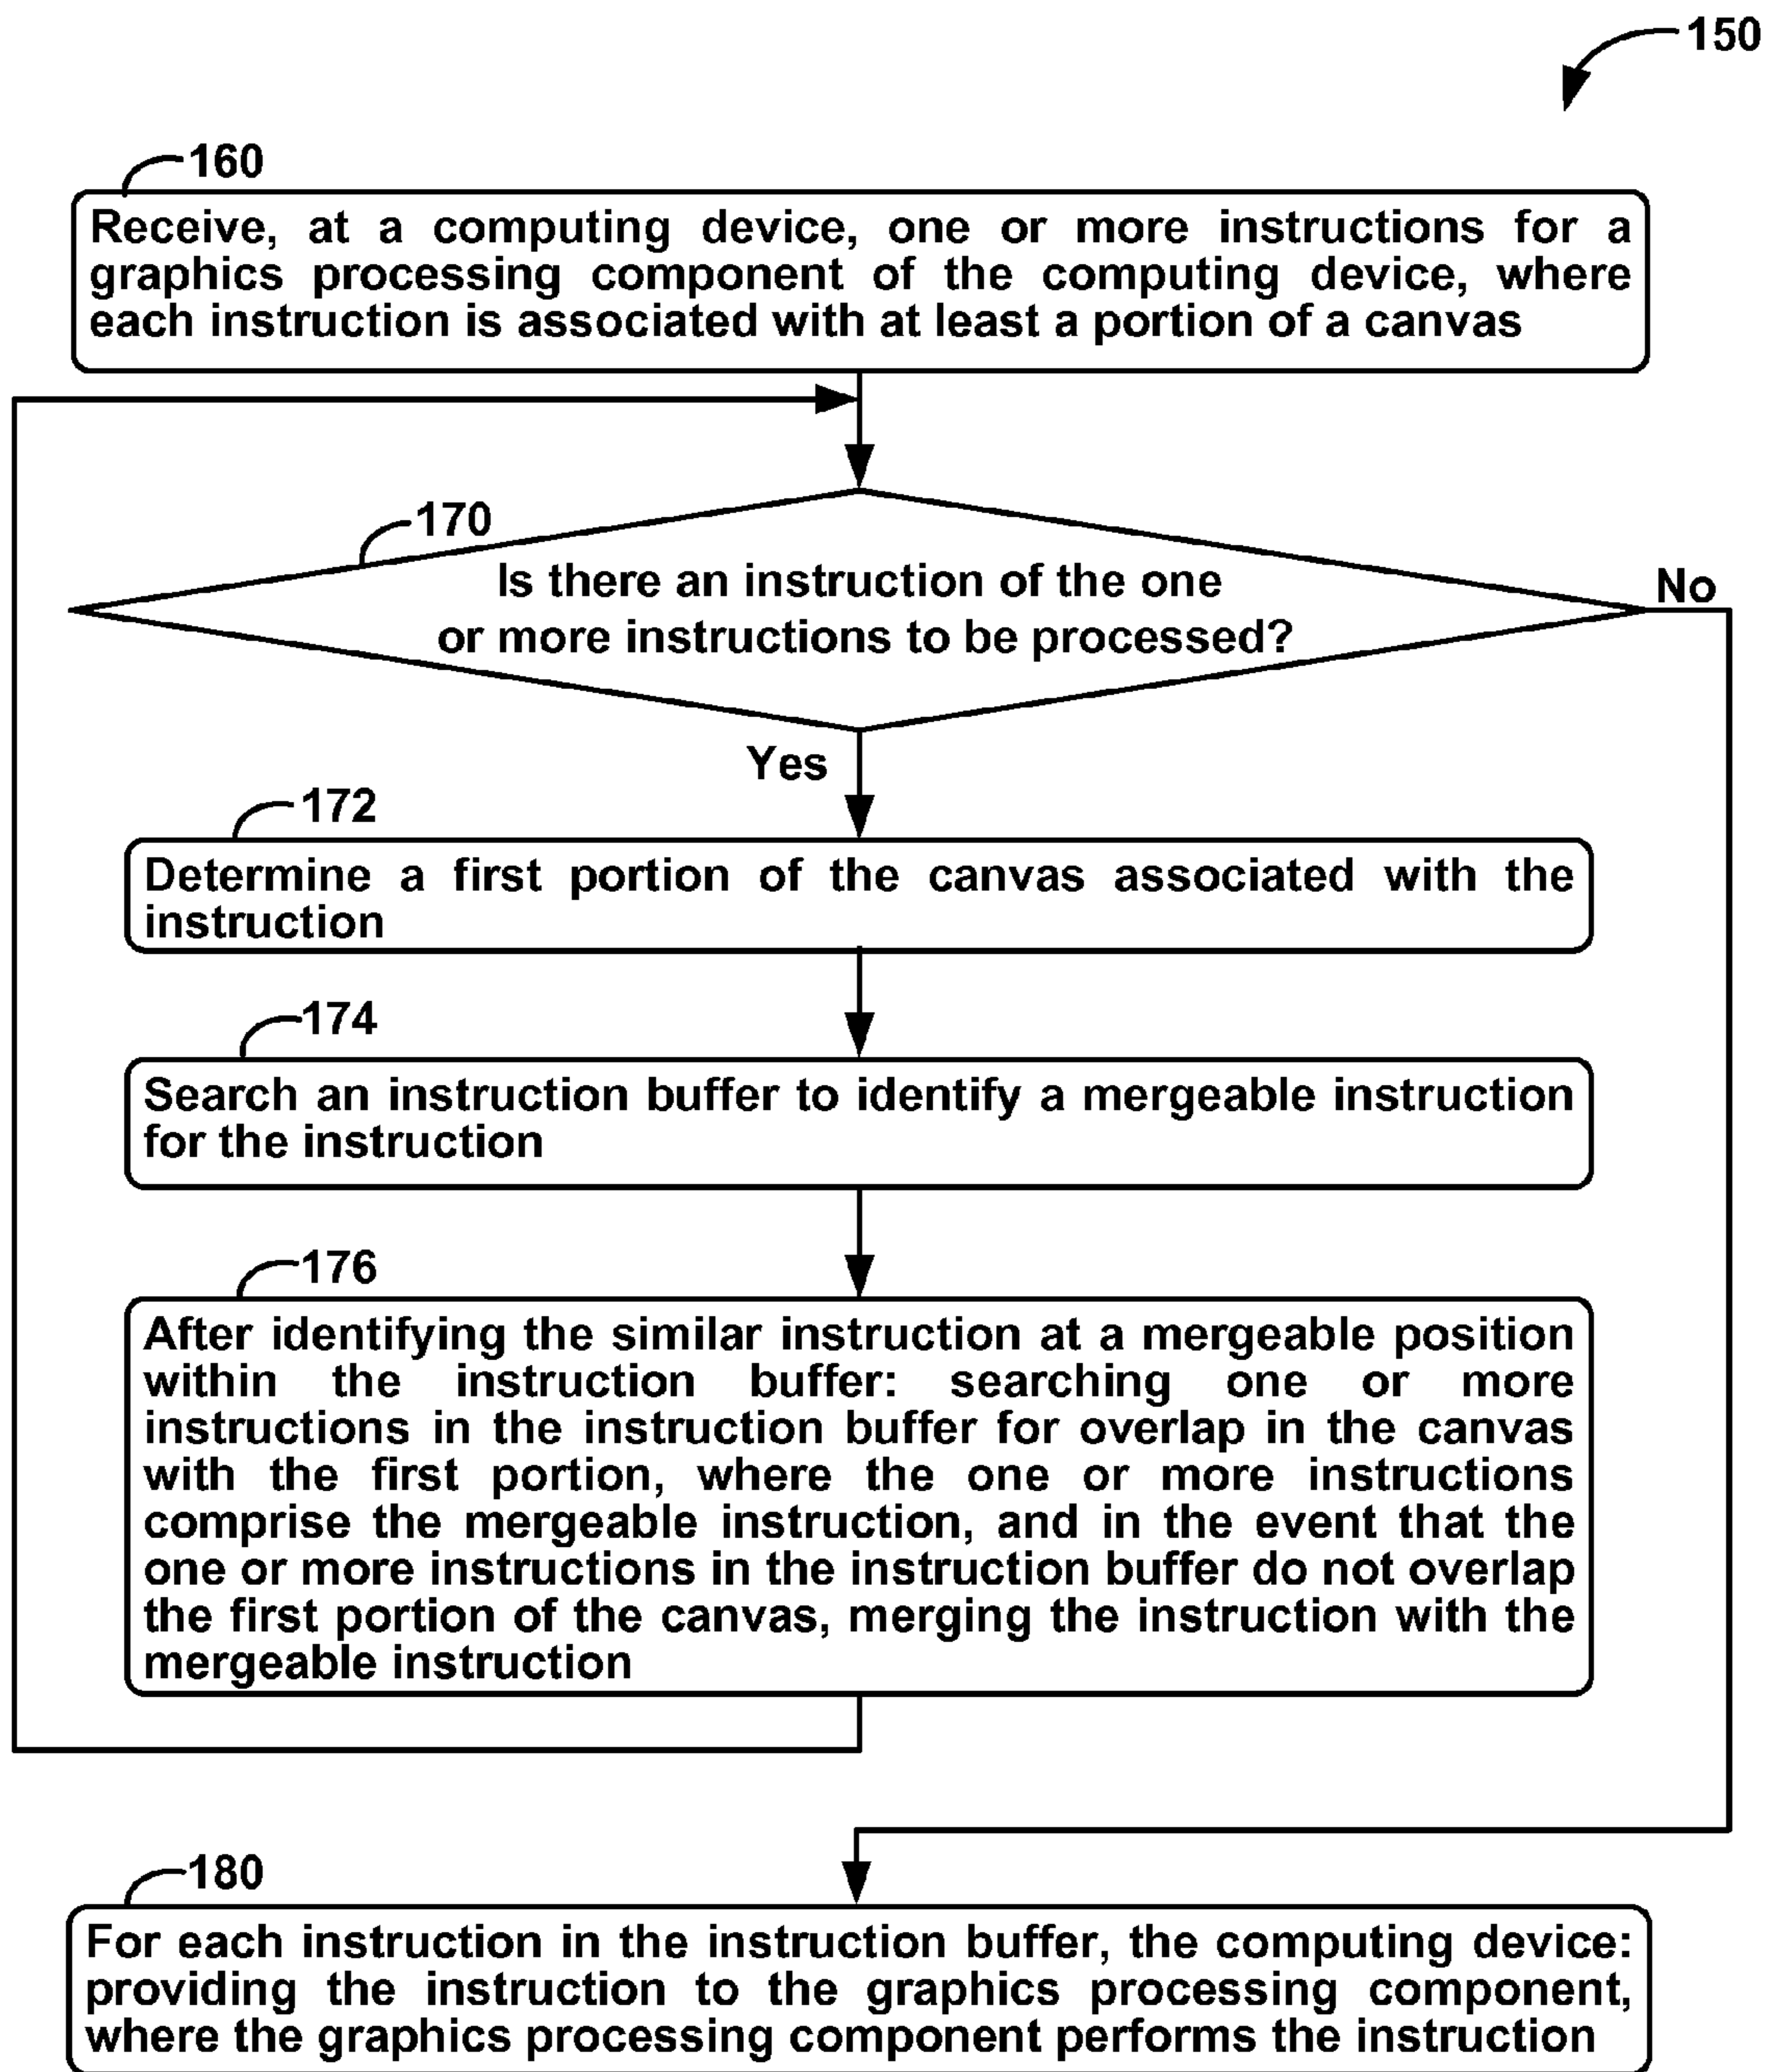 150
160
Receive, at a computing device, one or more instructions for a
graphics processing component of the computing device, where
each instruction is associated with at least a portion of a canvas
170
Is there an instruction of the one
or more instructions to be processed?
No
Yes
172
Determine a first portion of the canvas associated with the
instruction
174
Search an instruction buffer to identify a mergeable instruction
for the instruction
176
After identifying the similar instruction at a mergeable position
within the instruction buffer: searching one or more
instructions in the instruction buffer for overlap in the canvas
with the first portion, where the one or more instructions
comprise the mergeable instruction, and in the event that the
one or more instructions in the instruction buffer do not overlap
the first portion of the canvas, merging the instruction with the
mergeable instruction
180
For each instruction in the instruction buffer, the computing device:
providing the instruction to the graphics processing component,
where the graphics processing component performs the instruction